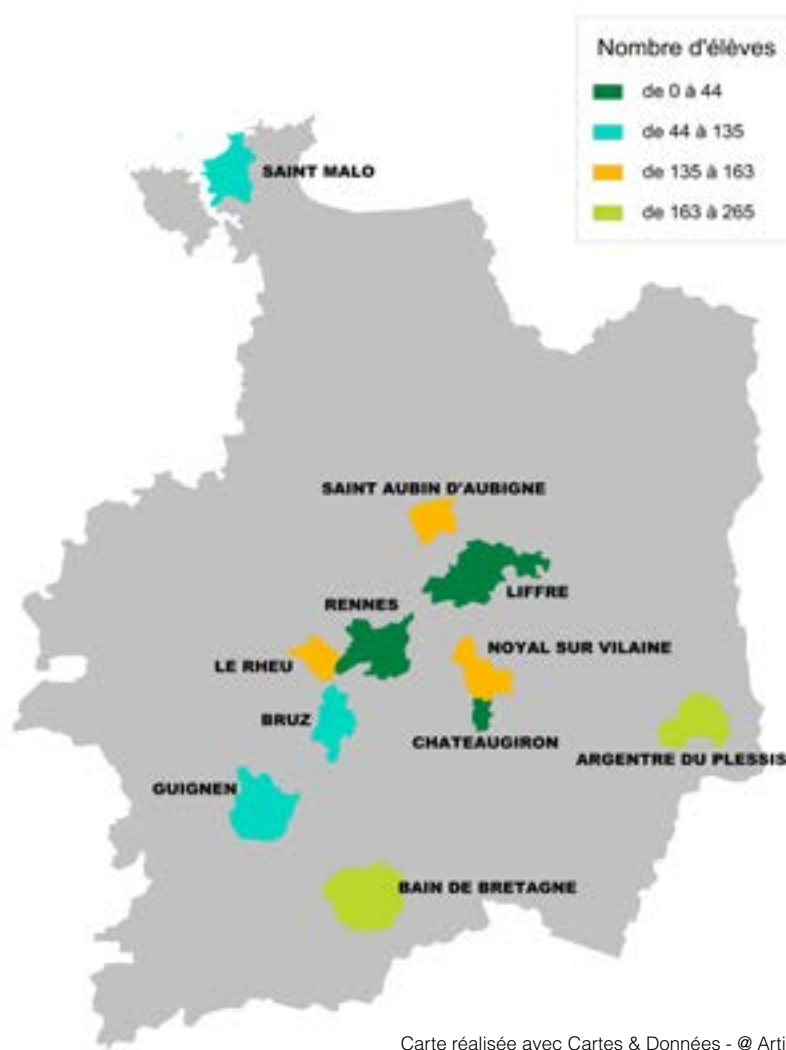 Nombre d'élèves
de 0 à 44
de 44 à 135
de 135 à 163
de 163 à 265
SAINT MALO
SAINT AUBIN D'AUBIGNE
LIFFRE
RENNES
NOYAL SUR VILAINE
LE RHEU
BRUZ
CHATEAUGIRON
ARGENTRE DU PLESSIS
GUIGNEN
BAIN DE BRETAGNE
Carte réalisée avec Cartes & Données - @ Arti